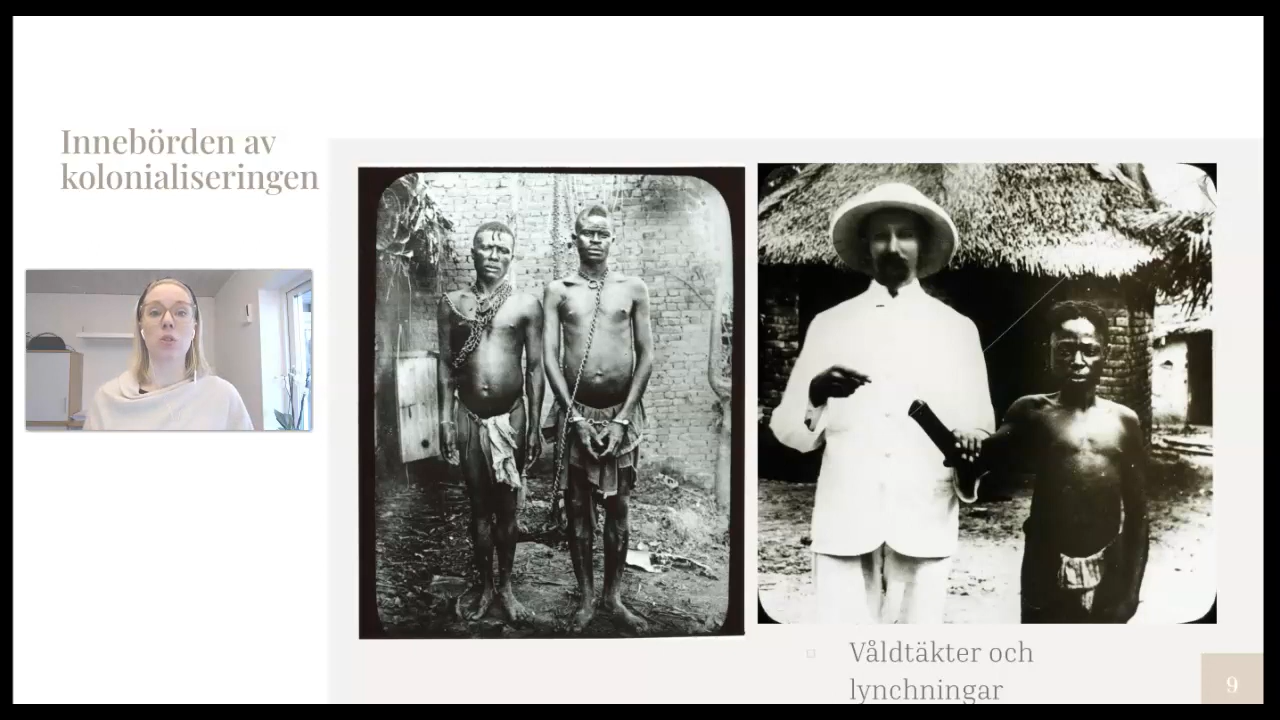 Innebörden av
kolonialiseringen
Våldtäkter och
lynchningar
9